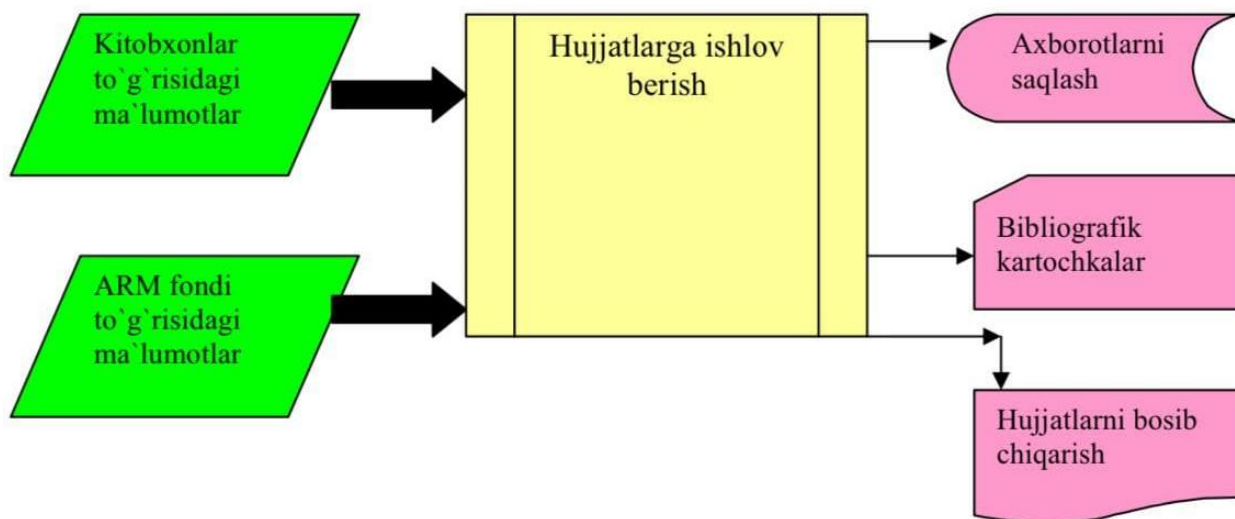 Kitobxonlar
to`g`risidagi
ma`lumotlar
Hujjatlarga ishlov
berish
Axborotlarni
saqlash
ARM fondi
to`g`risidagi
ma`lumotlar
Bibliografik
kartochkalar
Hujjatlarni bosib
chiqarish